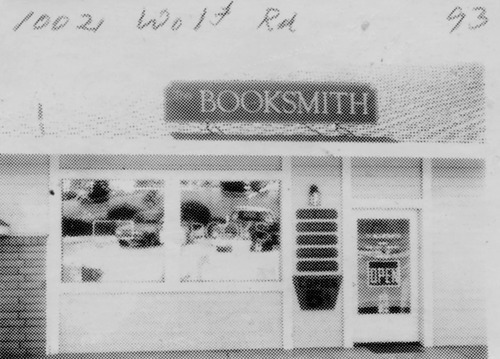 10021 Wolf Rd 93
BOOKSMITH
OPEN